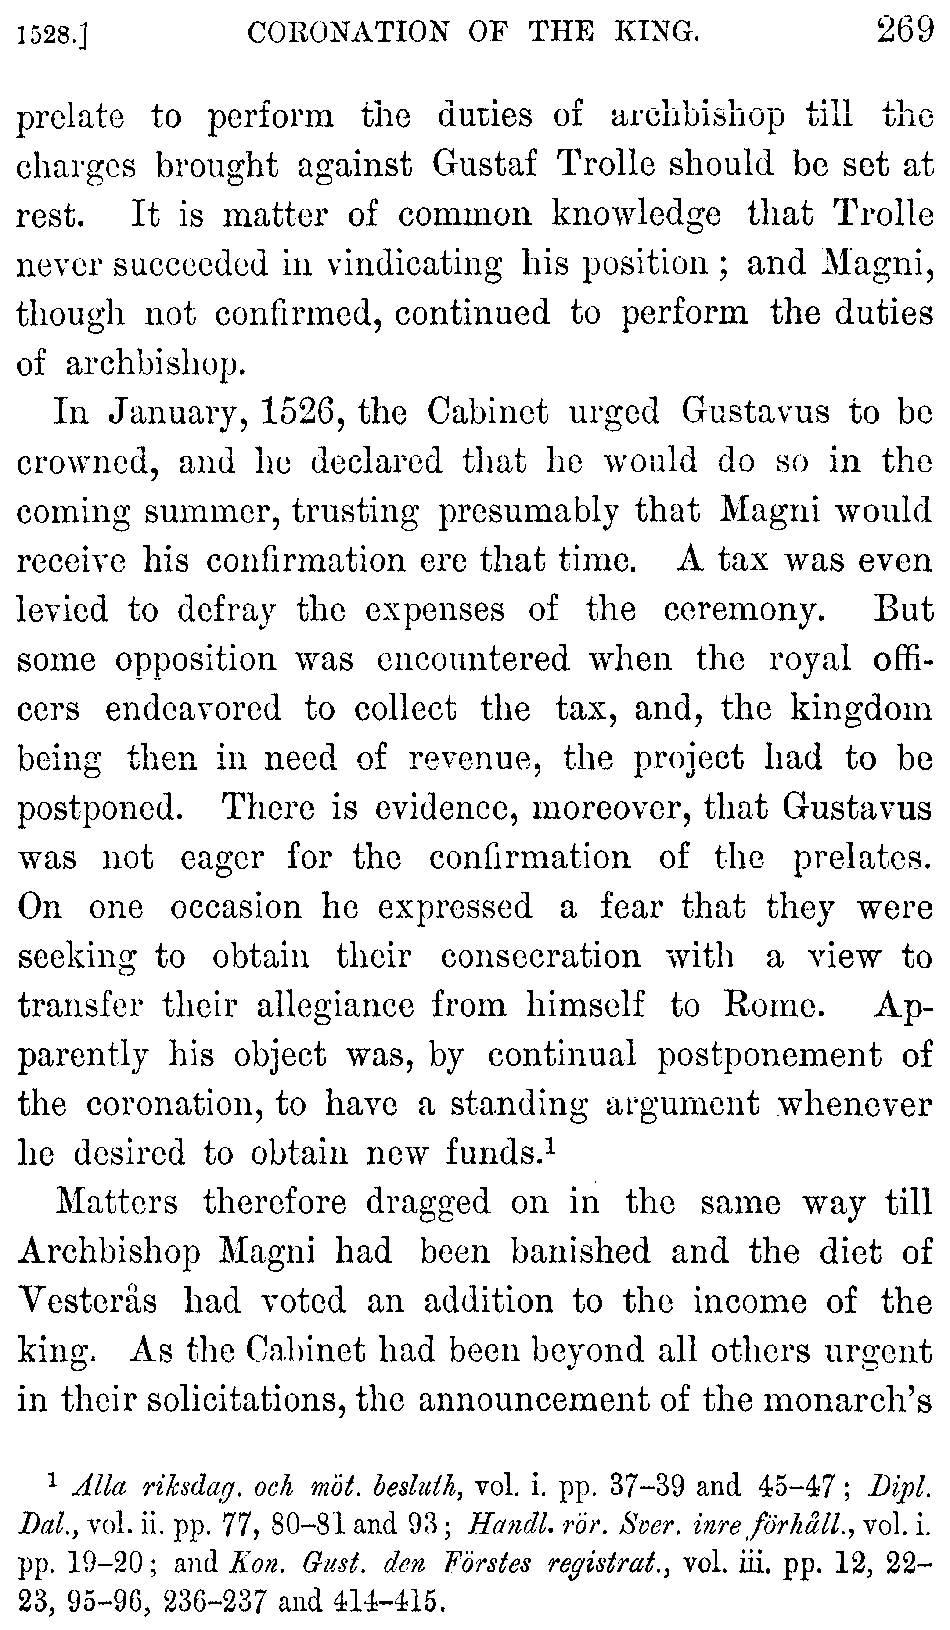 1528.] CORONATION OF THE KING. 269
prelate to perform the duties of archbishop till the
charges brought against Gustaf Trolle should be set at
rest. It is matter of common knowledge that Trolle
never succeeded in vindicating his position; and Magni,
though not confirmed, continued to perform the duties
of archbishop.
In January, 1526, the Cabinet urged Gustavus to be
crowned, and he declared that he would do so in the
coming summer, trusting presumably that Magni would
receive his confirmation ere that time. A tax was even
levied to defray the expenses of the ceremony. But
some opposition was encountered when the royal offi-
cers endeavored to collect the tax, and, the kingdom
being then in need of revenue, the project had to be
postponed. There is evidence, moreover, that Gustavus
was not eager for the confirmation of the prelates.
On one occasion he expressed a fear that they were
seeking to obtain their consecration with a view to
transfer their allegiance from himself to Rome. Ap-
parently his object was, by continual postponement of
the coronation, to have a standing argument whenever
he desired to obtain new funds.¹
Matters therefore dragged on in the same way till
Archbishop Magni had been banished and the diet of
Vesterås had voted an addition to the income of the
king. As the Cabinet had been beyond all others urgent
in their solicitations, the announcement of the monarch's
¹ Alla riksdag. och möt. besluth, vol. i. pp. 37–39 and 45–47; Dipl.
Dal., vol. ii. pp. 77, 80–81 and 93; Handl. rör. Sver. inre förhåll., vol. i.
pp. 19–20; and Kon. Gust. den Förstes registrat., vol. iii. pp. 12, 22–
23, 95–96, 236–237 and 414–415.